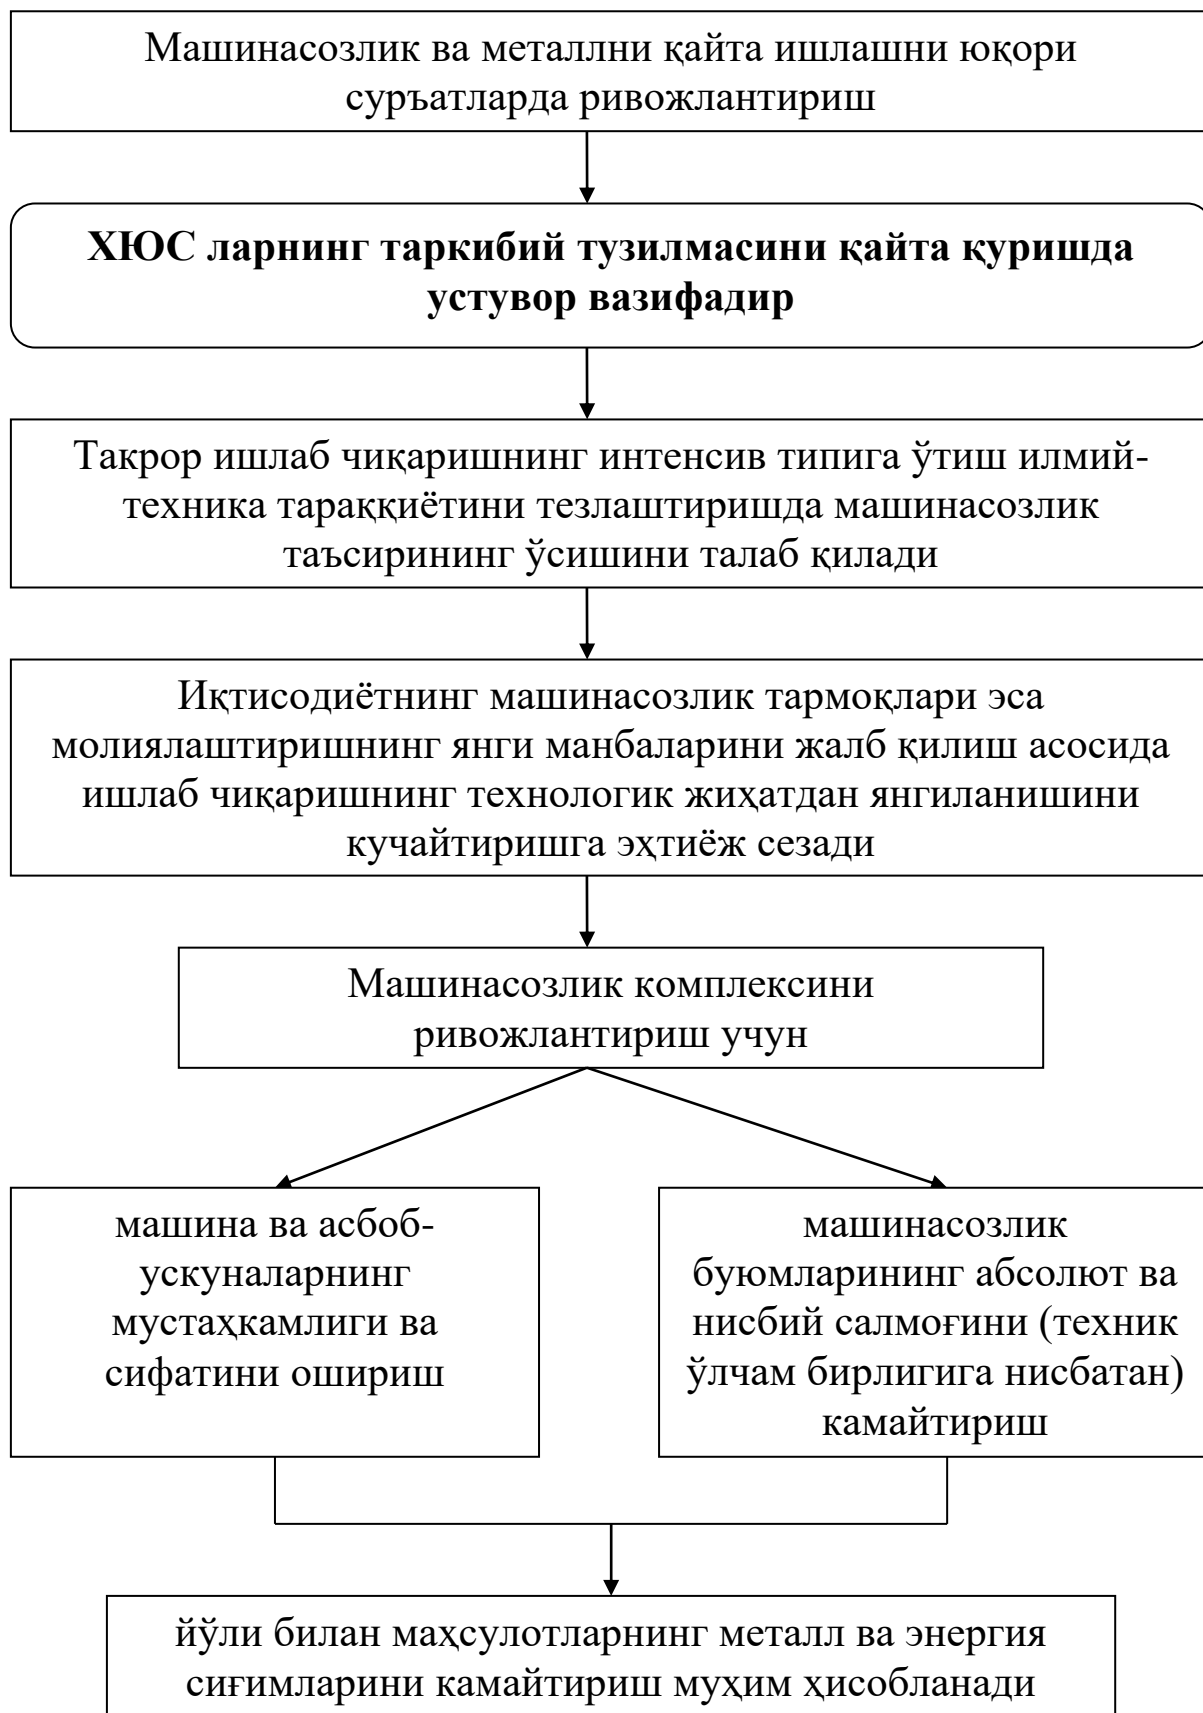 Машинасозлик ва металлни қайта ишлашни юқори
суръатларда ривожлантириш
ХЮС ларнинг таркибий тузилмасини қайта қуришда
устувор вазифадир
Такрор ишлаб чиқаришнинг интенсив типига ўтиш илмий-
техника тараққиётини тезлаштиришда машинасозлик
таъсирининг ўсишини талаб қилади
Иқтисодиётнинг машинасозлик тармоқлари эса
молиялаштиришнинг янги манбаларини жалб қилиш асосида
ишлаб чиқаришнинг технологик жиҳатдан янгиланишини
кучайтиришга эҳтиёж сезади
Машинасозлик комплексини
ривожлантириш учун
машина ва асбоб-
ускуналарнинг
мустаҳкамлиги ва
сифатини ошириш
машинасозлик
буюмларининг абсолют ва
нисбий салмоғини (техник
ўлчам бирлигига нисбатан)
камайтириш
йўли билан маҳсулотларнинг металл ва энергия
сиғимларини камайтириш муҳим ҳисобланади